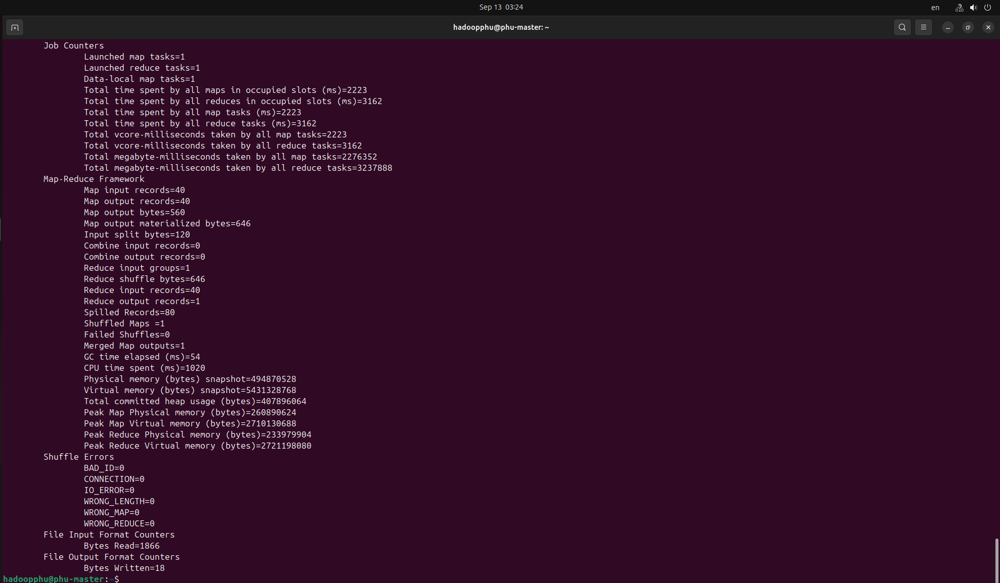 Sep 13 03:24
en
hadoopphu@phu-master: ~
Job Counters
Launched map tasks=1
Launched reduce tasks=1
Data-local map tasks=1
Total time spent by all maps in occupied slots (ms)=2223
Total time spent by all reduces in occupied slots (ms)=3162
Total time spent by all map tasks (ms)=2223
Total time spent by all reduce tasks (ms)=3162
Total vcore-milliseconds taken by all map tasks=2223
Total vcore-milliseconds taken by all reduce tasks=3162
Total megabyte-milliseconds taken by all map tasks=2276352
Total megabyte-milliseconds taken by all reduce tasks=3237888
Map-Reduce Framework
Map input records=40
Map output records=40
Map output bytes=560
Map output materialized bytes=646
Input split bytes=120
Combine input records=0
Combine output records=0
Reduce input groups=1
Reduce shuffle bytes=646
Reduce input records=40
Reduce output records=1
Spilled Records=80
Shuffled Maps =1
Failed Shuffles=0
Merged Map outputs=1
GC time elapsed (ms)=54
CPU time spent (ms)=1020
Physical memory (bytes) snapshot=494870528
Virtual memory (bytes) snapshot=5431328768
Total committed heap usage (bytes)=407896064
Peak Map Physical memory (bytes)=260890624
Peak Map Virtual memory (bytes)=2710130688
Peak Reduce Physical memory (bytes)=233979904
Peak Reduce Virtual memory (bytes)=2721198080
Shuffle Errors
BAD_ID=0
CONNECTION=0
IO_ERROR=0
WRONG_LENGTH=0
WRONG_MAP=0
WRONG_REDUCE=0
File Input Format Counters
Bytes Read=1866
File Output Format Counters
Bytes Written=18
hadoopphu@phu-master:~$